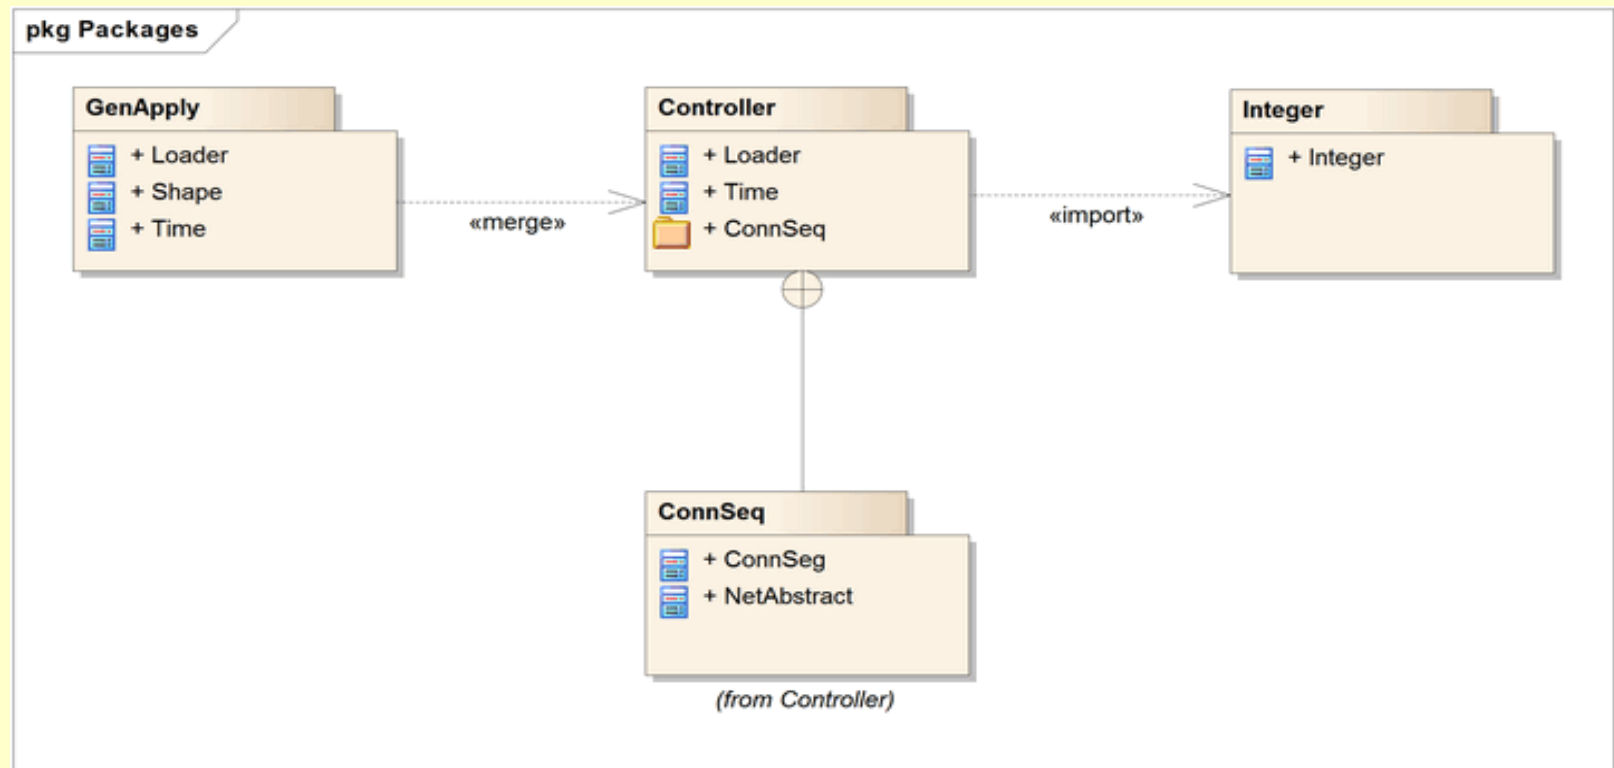 pkg Packages
GenApply
+ Loader
+ Shape
+ Time
«merge»
Controller
+ Loader
+ Time
+ ConnSeq
«import»
Integer
+ Integer
ConnSeq
+ ConnSeg
+ NetAbstract
(from Controller)